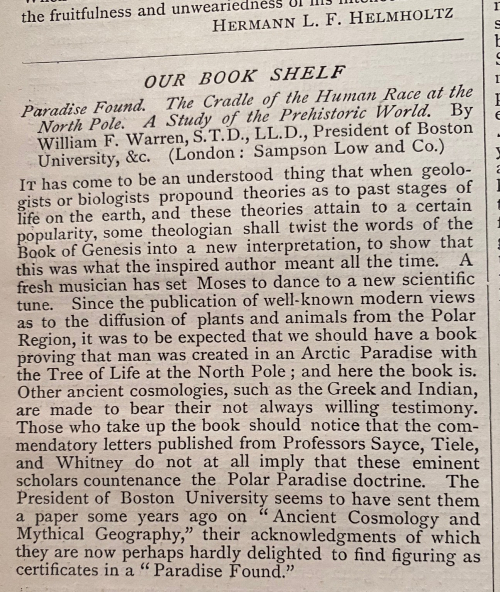 the fruitfulness and unweariedness of his
HERMANN L. F. HELMHOLTZ
OUR BOOK SHELF
Paradise Found. The Cradle of the Human Race at the
North Pole. A Study of the Prehistoric World. By
William F. Warren, S.T.D., LL.D., President of Boston
University, &c. (London: Sampson Low and Co.)
IT has come to be an understood thing that when geolo-
gists or biologists propound theories as to past stages of
life on the earth, and these theories attain to a certain
popularity, some theologian shall twist the words of the
Book of Genesis into a new interpretation, to show that
this was what the inspired author meant all the time. A
fresh musician has set Moses to dance to a new scientific
tune. Since the publication of well-known modern views
as to the diffusion of plants and animals from the Polar
Region, it was to be expected that we should have a book
proving that man was created in an Arctic Paradise with
the Tree of Life at the North Pole; and here the book is.
Other ancient cosmologies, such as the Greek and Indian,
are made to bear their not always willing testimony.
Those who take up the book should notice that the com-
mendatory letters published from Professors Sayce, Tiele,
and Whitney do not at all imply that these eminent
scholars countenance the Polar Paradise doctrine. The
President of Boston University seems to have sent them
a paper some years ago on "Ancient Cosmology and
Mythical Geography," their acknowledgments of which
they are now perhaps hardly delighted to find figuring as
certificates in a "Paradise Found."